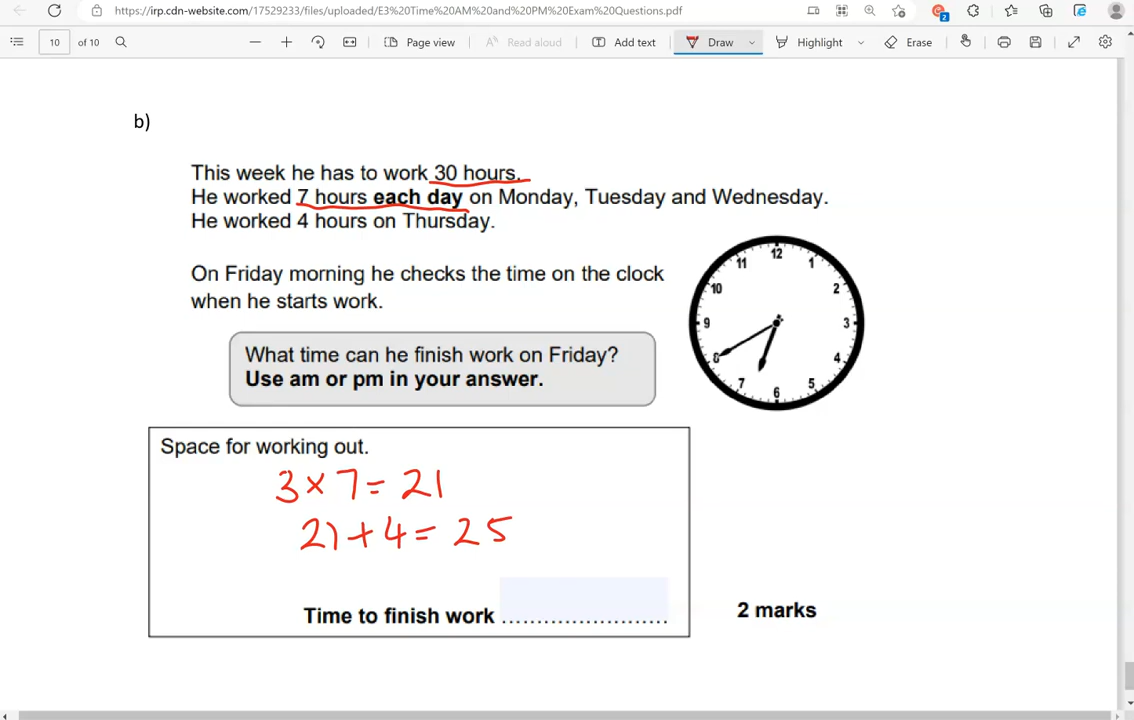 https://irp.cdn-website.com/17529233/files/uploaded/E3%20Time%20AM%20and%20PM%20Exam%20Questions.pdf
2
10 of 10
Page view
Read aloud
Add text
Draw
Highlight
Erase
b)
This week he has to work 30 hours.
He worked 7 hours each day on Monday, Tuesday and Wednesday.
He worked 4 hours on Thursday.
On Friday morning he checks the time on the clock
when he starts work.
What time can he finish work on Friday?
Use am or pm in your answer.
12
1
2
3
4
5
6
7
8
9
10
11
Space for working out.
3 × 7 = 21
21 + 4 = 25
Time to finish work ........................
2 marks